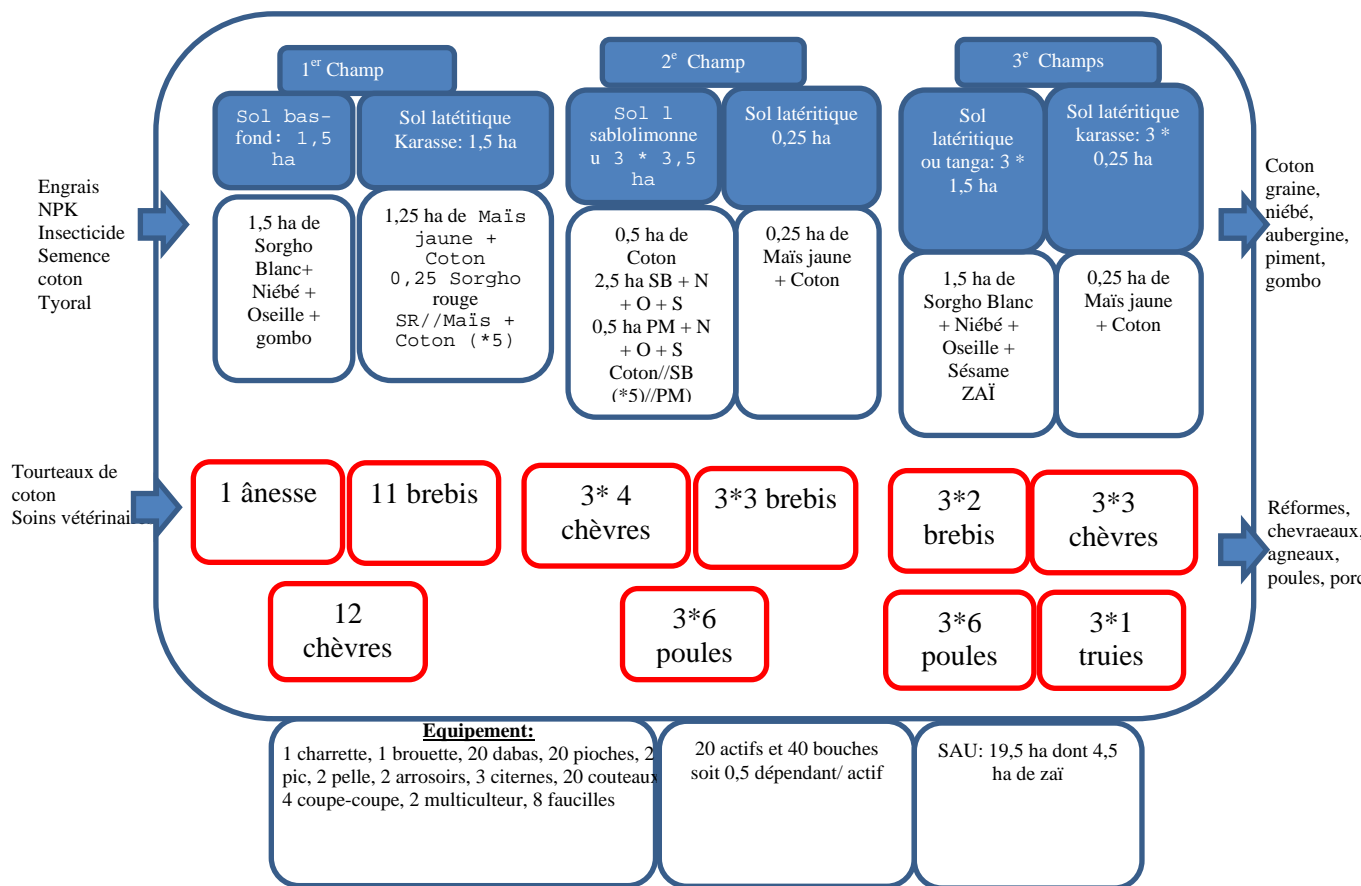 1er Champ
2e Champ
3e Champs
Sol bas-
fond: 1,5
ha
Sol latétitique
Karasse: 1,5 ha
Sol l
sablolimonne
u 3 * 3,5
ha
Sol latéritique
0,25 ha
Sol
latéritique
ou tanga: 3 *
1,5 ha
Sol latéritique
karasse: 3 *
0,25 ha
Engrais
NPK
Insecticide
Semence
coton
Tyoral
1,5 ha de
Sorgho
Blanc+
Niébé +
Oseille +
gombo
1,25 ha de Maïs
jaune +
Coton
0,25 Sorgho
rouge
SR//Maïs +
Coton (*5)
0,5 ha de
Coton
2,5 ha SB + N
+ O + S
0,5 ha PM + N
+ O + S
Coton//SB
(*5)//PM)
0,25 ha de
Maïs jaune
+ Coton
1,5 ha de
Sorgho Blanc
+ Niébé +
Oseille +
Sésame
ZAÏ
0,25 ha de
Maïs jaune
+ Coton
Coton
graine,
niébé,
aubergine,
piment,
gombo
Tourteaux de
coton
Soins vétérinai
1 ânesse
11 brebis
3* 4
chèvres
3*3 brebis
3*2
brebis
3*3
chèvres
12
chèvres
3*6
poules
3*6
poules
3*1
truies
Réformes,
chevraeaux,
agneaux,
poules, porc
Equipement:
1 charrette, 1 brouette, 20 dabas, 20 pioches, 2
pic, 2 pelle, 2 arrosoirs, 3 citernes, 20 couteaux
4 coupe-coupe, 2 multiculteur, 8 faucilles
20 actifs et 40 bouches
soit 0,5 dépendant/ actif
SAU: 19,5 ha dont 4,5
ha de zaï